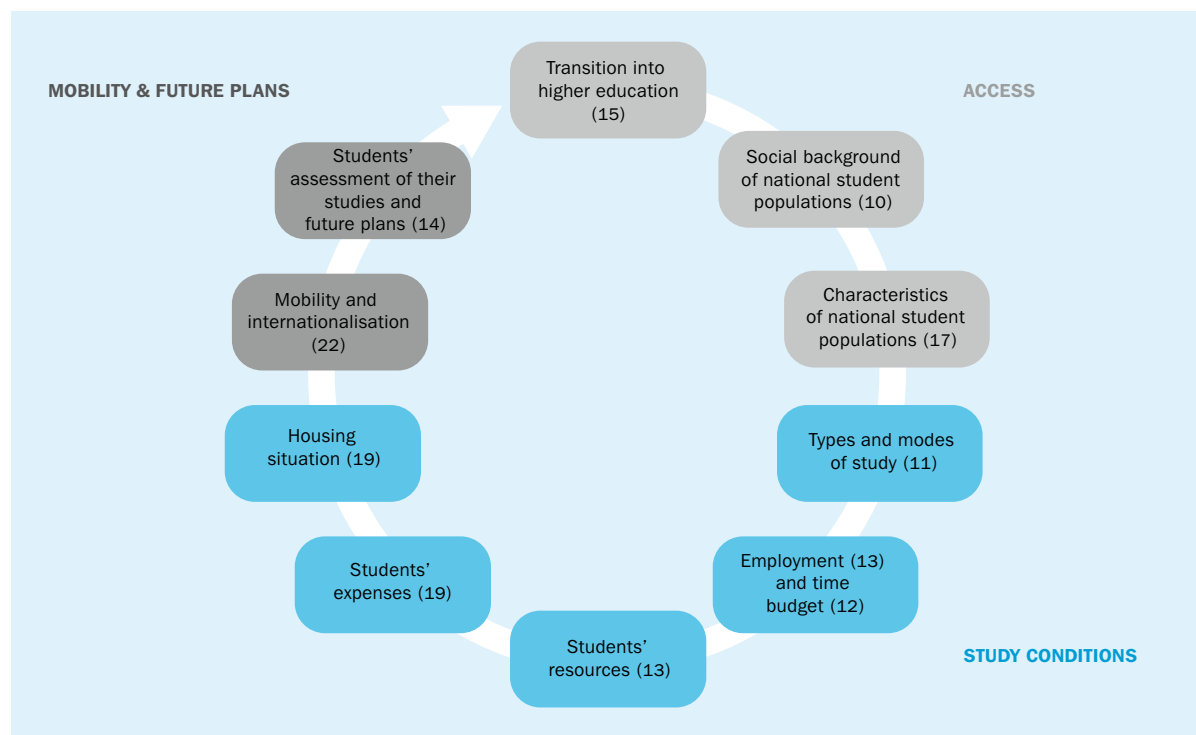 MOBILITY & FUTURE PLANS
ACCESS
Transition into
higher education
(15)
Social background
of national student
populations (10)
Characteristics
of national student
populations (17)
Types and modes
of study (11)
Employment (13)
and time
budget (12)
Students’
resources (13)
Students’
expenses (19)
Housing
situation (19)
Mobility and
internationalisation
(22)
Students’
assessment of their
studies and
future plans (14)
STUDY CONDITIONS